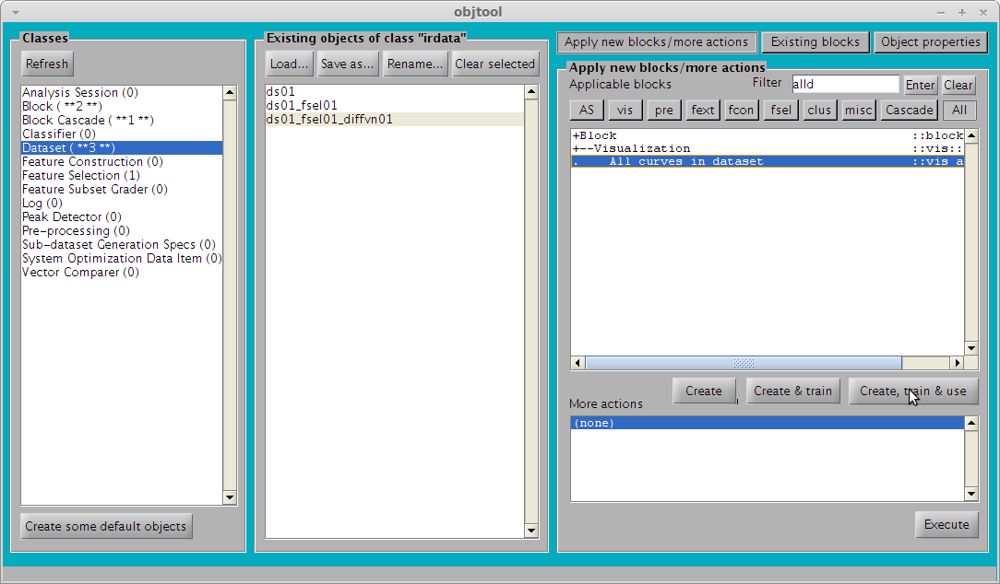 objtool
Classes
Refresh
Analysis Session (0)
Block ( **2 **)
Block Cascade ( **1 **)
Classifier (0)
Dataset ( **3 **)
Feature Construction (0)
Feature Selection (1)
Feature Subset Grader (0)
Log (0)
Peak Detector (0)
Pre-processing (0)
Sub-dataset Generation Specs (0)
System Optimization Data Item (0)
Vector Comparer (0)
Create some default objects
Existing objects of class "irdata"
Load... Save as... Rename... Clear selected
ds01
ds01_fsel01
ds01_fsel01_diffvn01
Apply new blocks/more actions Existing blocks Object properties
Apply new blocks/more actions
Applicable blocks Filter alld Enter Clear
AS vis pre fext fcon fsel clus misc Cascade All
+Block ::block
+--Visualization ::vis::
. All curves in dataset ::vis a
Create Create & train Create, train & use
More actions
(none)
Execute